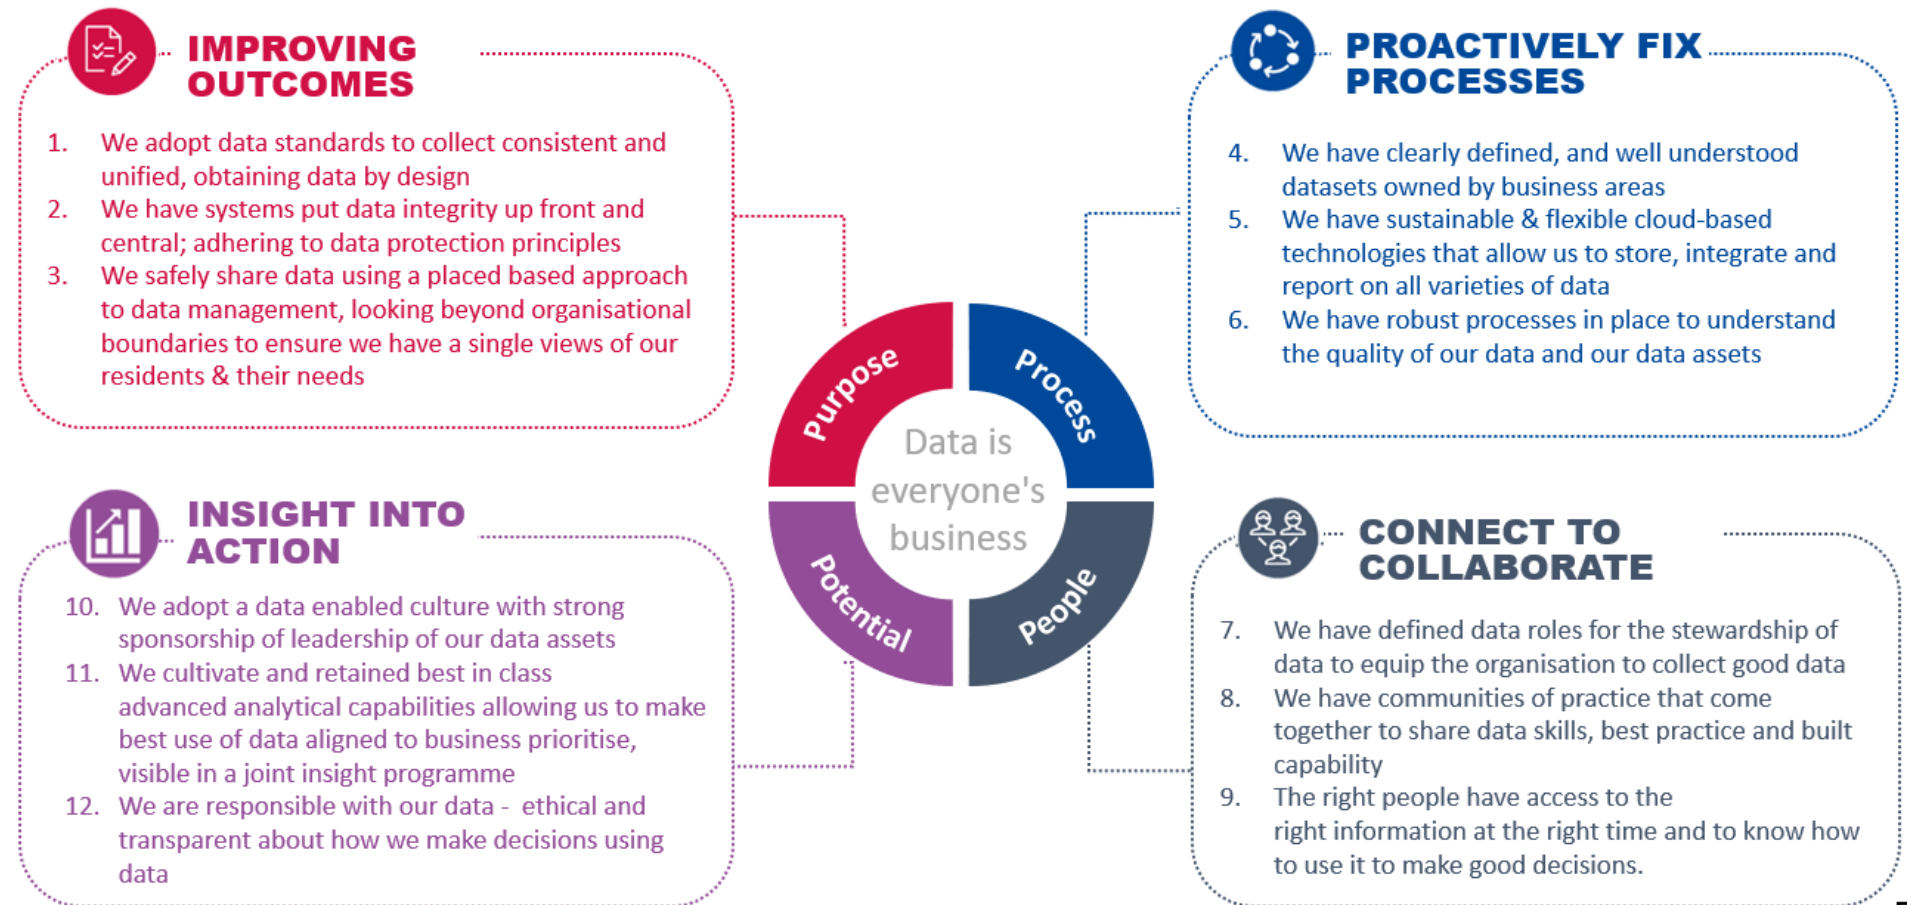 IMPROVING
OUTCOMES
1. We adopt data standards to collect consistent and
unified, obtaining data by design
2. We have systems put data integrity up front and
central; adhering to data protection principles
3. We safely share data using a placed based approach
to data management, looking beyond organisational
boundaries to ensure we have a single views of our
residents & their needs
PROACTIVELY FIX
PROCESSES
4. We have clearly defined, and well understood
datasets owned by business areas
5. We have sustainable & flexible cloud-based
technologies that allow us to store, integrate and
report on all varieties of data
6. We have robust processes in place to understand
the quality of our data and our data assets
Purpose
Process
Data is
everyone's
business
Potential
People
INSIGHT INTO
ACTION
10. We adopt a data enabled culture with strong
sponsorship of leadership of our data assets
11. We cultivate and retained best in class
advanced analytical capabilities allowing us to make
best use of data aligned to business prioritise,
visible in a joint insight programme
12. We are responsible with our data - ethical and
transparent about how we make decisions using
data
CONNECT TO
COLLABORATE
7. We have defined data roles for the stewardship of
data to equip the organisation to collect good data
8. We have communities of practice that come
together to share data skills, best practice and built
capability
9. The right people have access to the
right information at the right time and to know how
to use it to make good decisions.